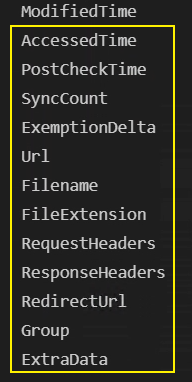 ModifiedTime
AccessedTime
PostCheckTime
SyncCount
ExemptionDelta
Url
Filename
FileExtension
RequestHeaders
ResponseHeaders
RedirectUrl
Group
ExtraData